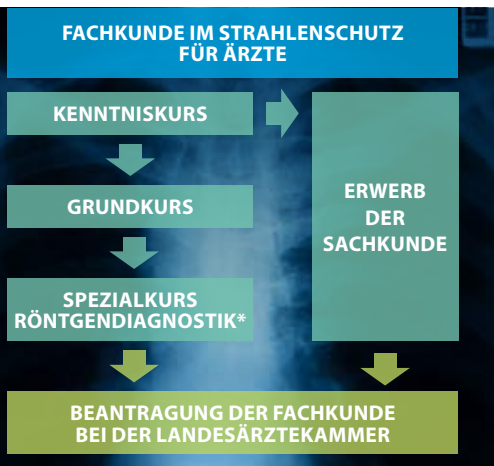 FACHKUNDE IM STRAHLENSCHUTZ
FÜR ÄRZTE
KENNTNISKURS
GRUNDKURS
SPEZIALKURS
RÖNTGENDIAGNOSTIK*
ERWERB
DER
SACHKUNDE
BEANTRAGUNG DER FACHKUNDE
BEI DER LANDESÄRZTEKAMMER